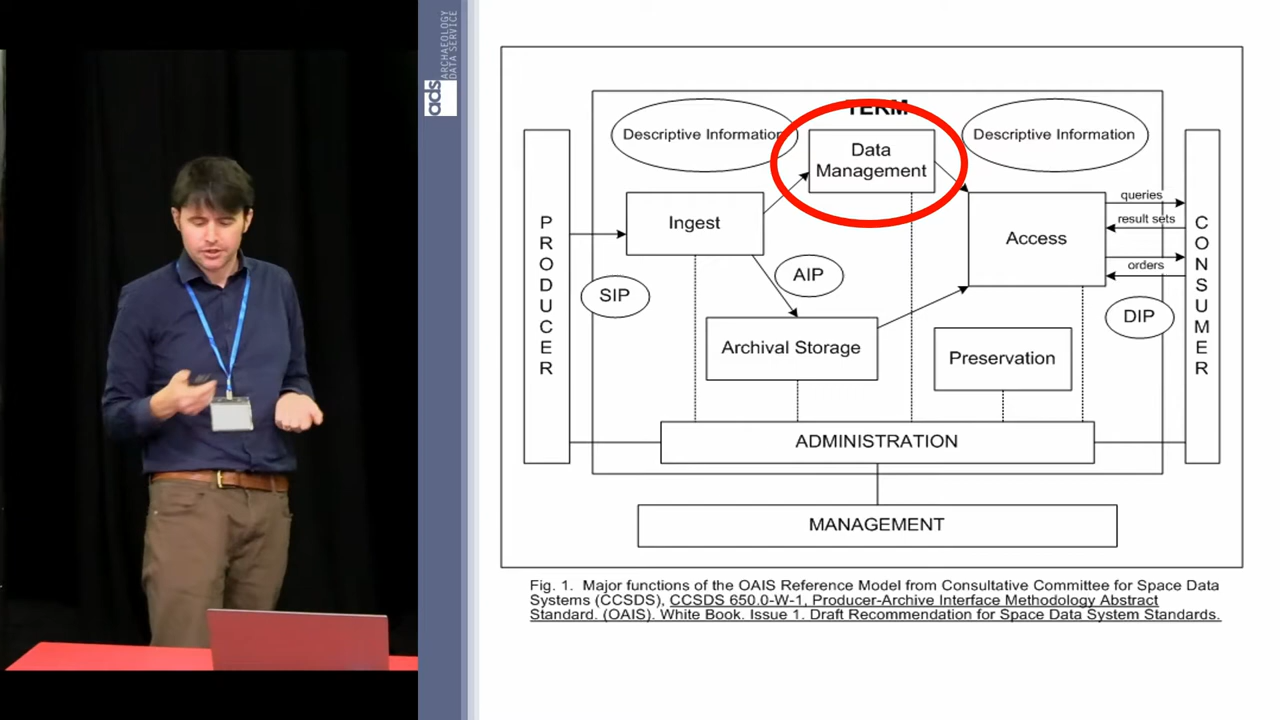 ads
ARCHAEOLOGY
DATA SERVICE
TERM
Descriptive Information
Data
Management
Descriptive Information
PRODUCER
Ingest
Access
queries
result sets
orders
CONSUMER
SIP
AIP
DIP
Archival Storage
Preservation
ADMINISTRATION
MANAGEMENT
Fig. 1. Major functions of the OAIS Reference Model from Consultative Committee for Space Data
Systems (CCSDS), CCSDS 650.0-W-1, Producer-Archive Interface Methodology Abstract
Standard. (OAIS). White Book. Issue 1. Draft Recommendation for Space Data System Standards.